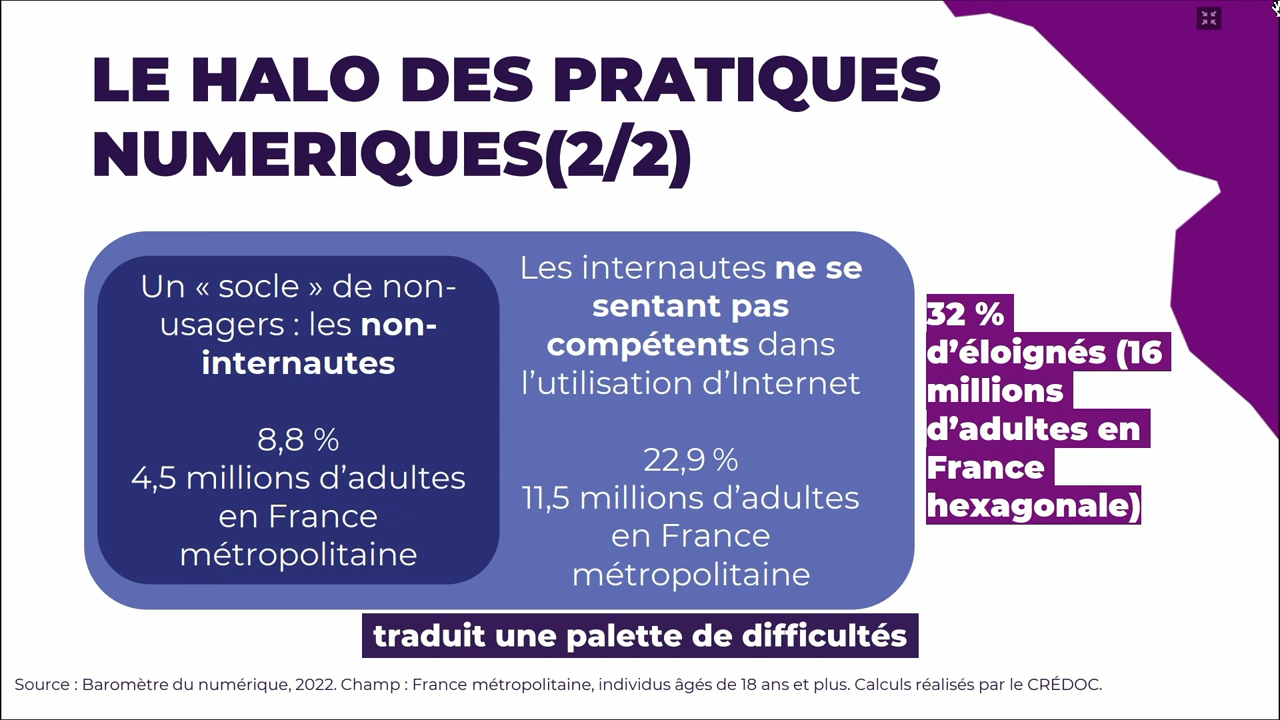 LE HALO DES PRATIQUES
NUMERIQUES(2/2)
Un « socle » de non-
usagers : les non-
internautes
8,8 %
4,5 millions d'adultes
en France
métropolitaine
Les internautes ne se
sentant pas
compétents dans
l'utilisation d'Internet
22,9 %
11,5 millions d'adultes
en France
métropolitaine
32 %
d'éloignés (16
millions
d'adultes en
France
hexagonale)
traduit une palette de difficultés
Source : Baromètre du numérique, 2022. Champ : France métropolitaine, individus âgés de 18 ans et plus. Calculs réalisés par le CRÉDOC.